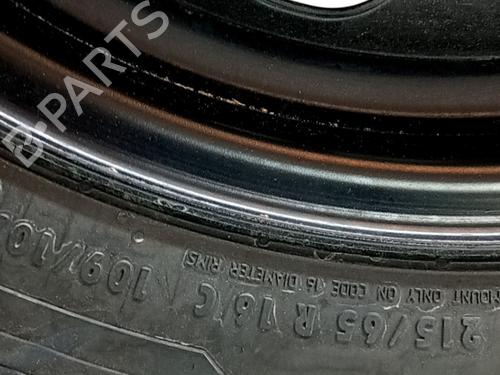 B-PARTS
215/65 R 16 C 109/10
MOUNT ONLY ON CODE 16 DIAMETER RIMS)